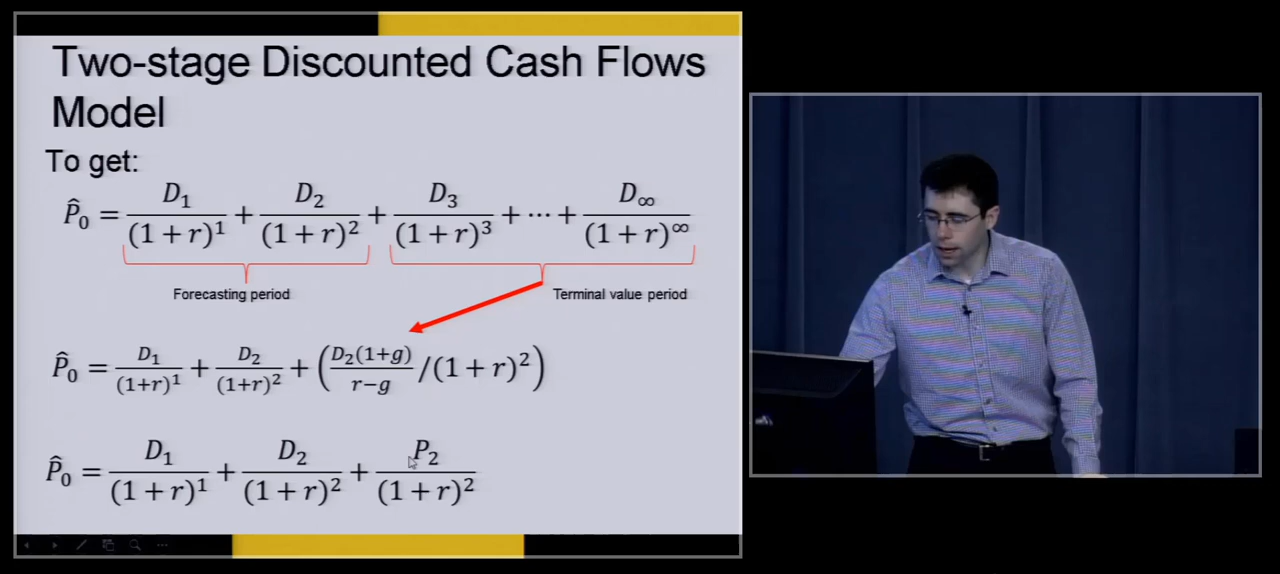 Two-stage Discounted Cash Flows
Model
To get:
P̂₀ = D₁/(1 + r)¹ + D₂/(1 + r)² + D₃/(1 + r)³ + ⋯ + D∞/(1 + r)^∞
Forecasting period Terminal value period
P̂₀ = D₁/(1+r)¹ + D₂/(1+r)² + (D₂(1+g)/r−g /(1 + r)²)
P̂₀ = D₁/(1 + r)¹ + D₂/(1 + r)² + P₂/(1 + r)²